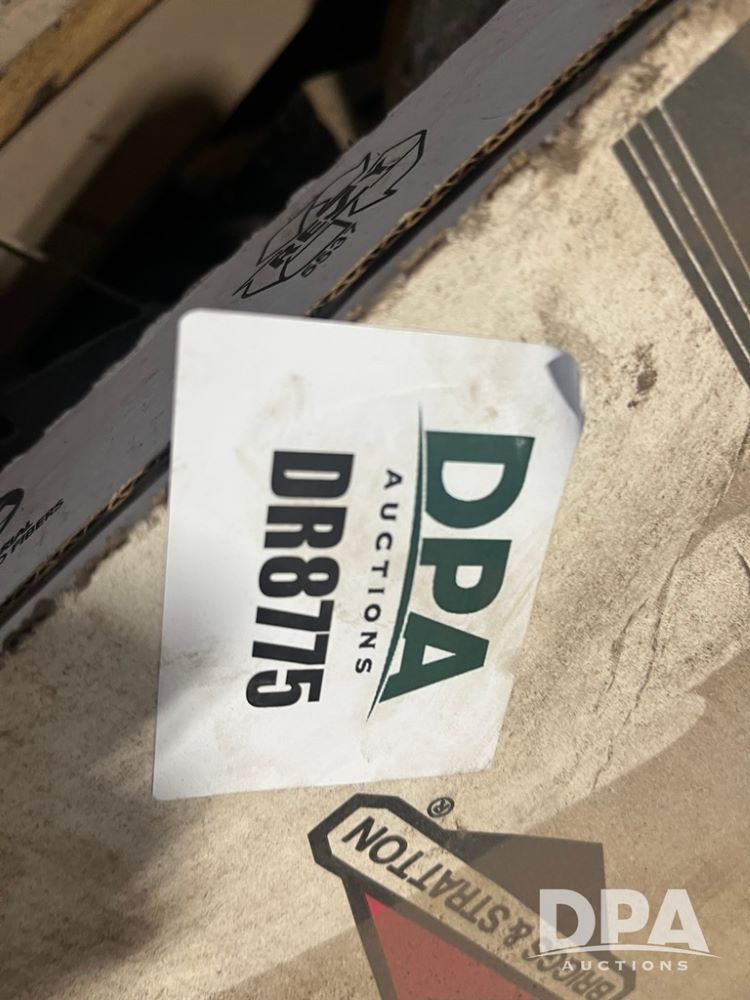 DPA
AUCTIONS
DR8775
BRIGGS & STRATTON®
DPA
AUCTIONS